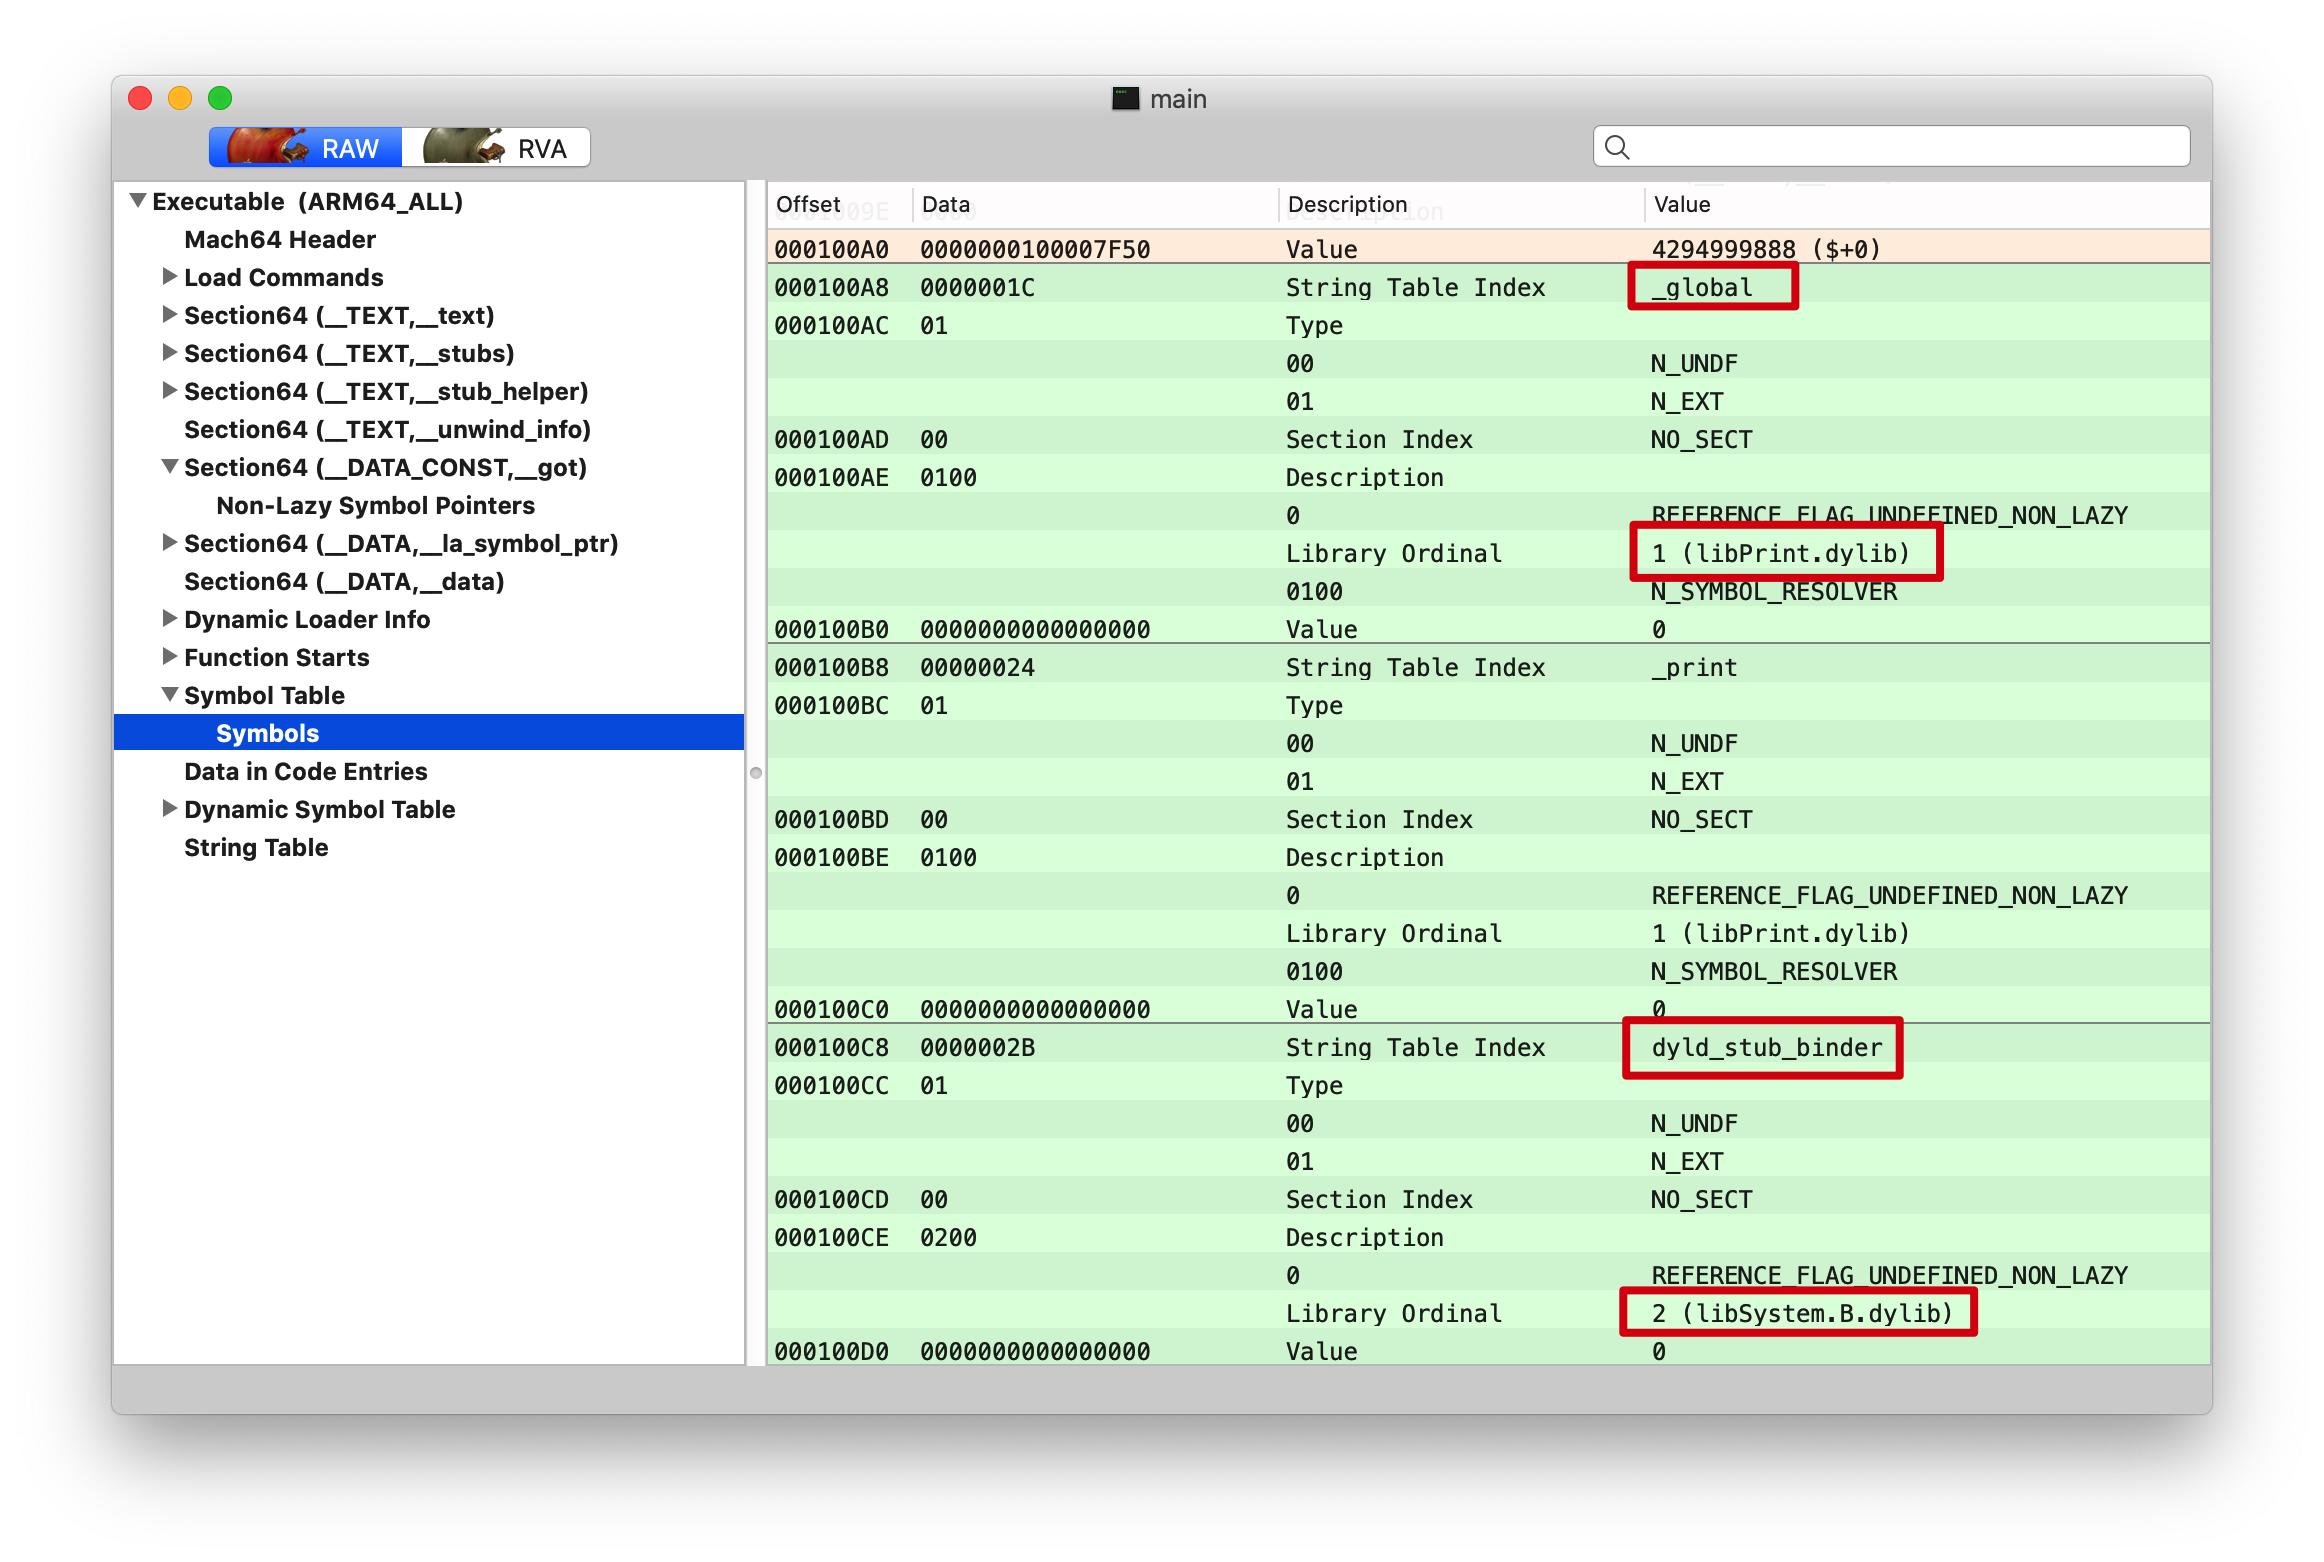 main
RAW RVA
Executable (ARM64_ALL)
Mach64 Header
Load Commands
Section64 (__TEXT,__text)
Section64 (__TEXT,__stubs)
Section64 (__TEXT,__stub_helper)
Section64 (__TEXT,__unwind_info)
Section64 (__DATA_CONST,__got)
Non-Lazy Symbol Pointers
Section64 (__DATA,__la_symbol_ptr)
Section64 (__DATA,__data)
Dynamic Loader Info
Function Starts
Symbol Table
Symbols
Data in Code Entries
Dynamic Symbol Table
String Table
Offset Data Description Value
000100A0 0000000100007F50 Value 4294999888 ($+0)
000100A8 0000001C String Table Index _global
000100AC 01 Type
00 N_UNDF
01 N_EXT
000100AD 00 Section Index NO_SECT
000100AE 0100 Description
0 REFERENCE_FLAG_UNDEFINED_NON_LAZY
Library Ordinal 1 (libPrint.dylib)
0100 N_SYMBOL_RESOLVER
000100B0 0000000000000000 Value 0
000100B8 00000024 String Table Index _print
000100BC 01 Type
00 N_UNDF
01 N_EXT
000100BD 00 Section Index NO_SECT
000100BE 0100 Description
0 REFERENCE_FLAG_UNDEFINED_NON_LAZY
Library Ordinal 1 (libPrint.dylib)
0100 N_SYMBOL_RESOLVER
000100C0 0000000000000000 Value 0
000100C8 0000002B String Table Index dyld_stub_binder
000100CC 01 Type
00 N_UNDF
01 N_EXT
000100CD 00 Section Index NO_SECT
000100CE 0200 Description
0 REFERENCE_FLAG_UNDEFINED_NON_LAZY
Library Ordinal 2 (libSystem.B.dylib)
000100D0 0000000000000000 Value 0